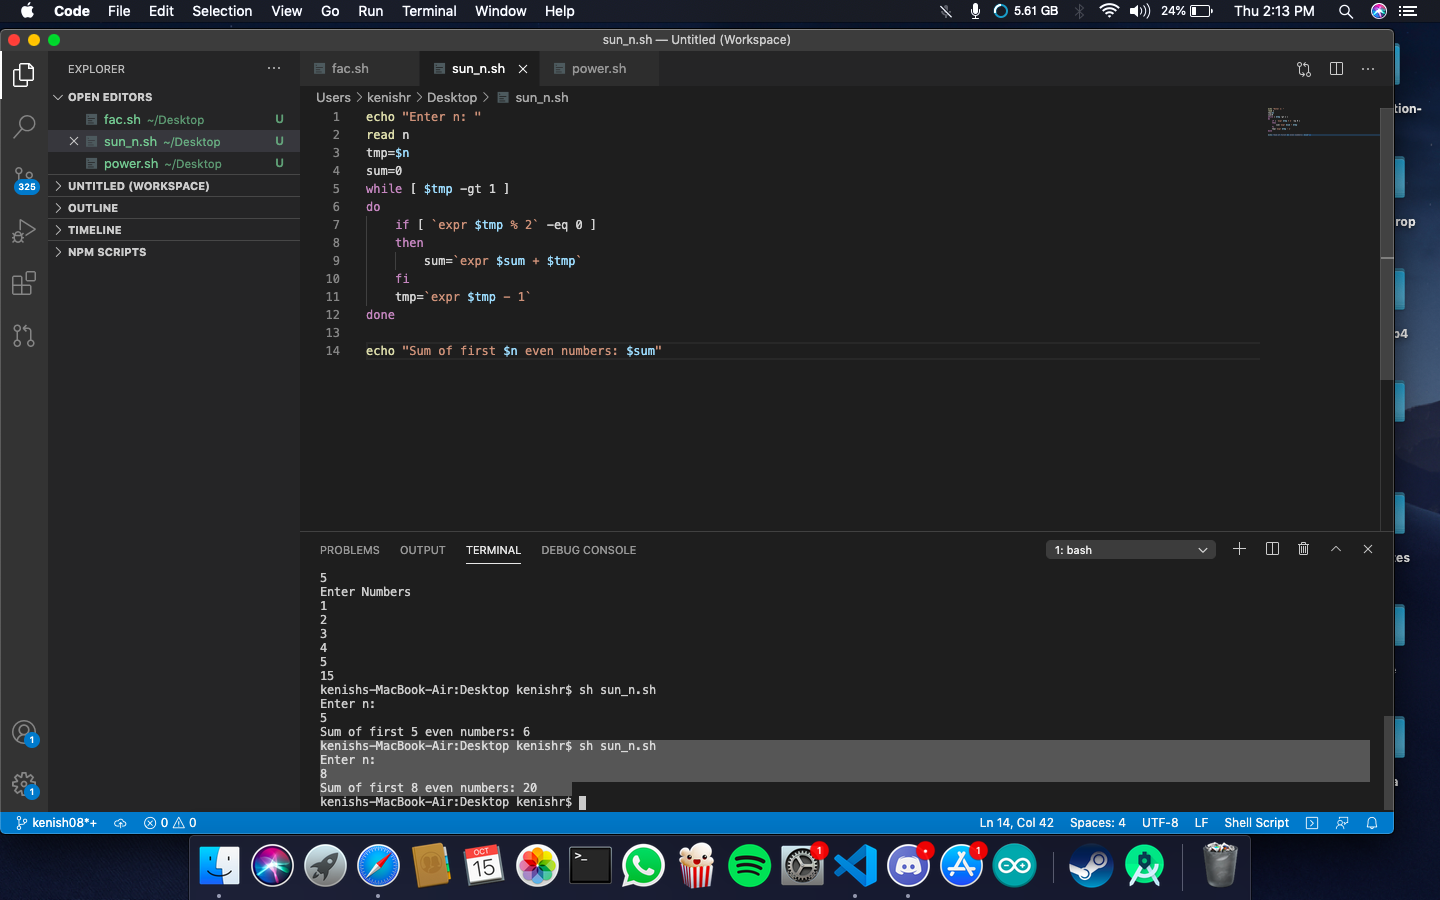 Code File Edit Selection View Go Run Terminal Window Help 5.61 GB 24% Thu 2:13 PM
sun_n.sh — Untitled (Workspace)
EXPLORER ···
OPEN EDITORS
fac.sh ~/Desktop U
sun_n.sh ~/Desktop U
power.sh ~/Desktop U
UNTITLED (WORKSPACE)
OUTLINE
TIMELINE
NPM SCRIPTS
325
1
1
fac.sh sun_n.sh power.sh
Users > kenishr > Desktop > sun_n.sh
1 echo "Enter n: "
2 read n
3 tmp=$n
4 sum=0
5 while [ $tmp -gt 1 ]
6 do
7 if [ `expr $tmp % 2` -eq 0 ]
8 then
9 sum=`expr $sum + $tmp`
10 fi
11 tmp=`expr $tmp - 1`
12 done
13
14 echo "Sum of first $n even numbers: $sum"
PROBLEMS OUTPUT TERMINAL DEBUG CONSOLE 1: bash
5
Enter Numbers
1
2
3
4
5
15
kenishs-MacBook-Air:Desktop kenishr$ sh sun_n.sh
Enter n:
5
Sum of first 5 even numbers: 6
kenishs-MacBook-Air:Desktop kenishr$ sh sun_n.sh
Enter n:
8
Sum of first 8 even numbers: 20
kenishs-MacBook-Air:Desktop kenishr$
kenish08*+ 0 0 Ln 14, Col 42 Spaces: 4 UTF-8 LF Shell Script
OCT
15
>_
1
1